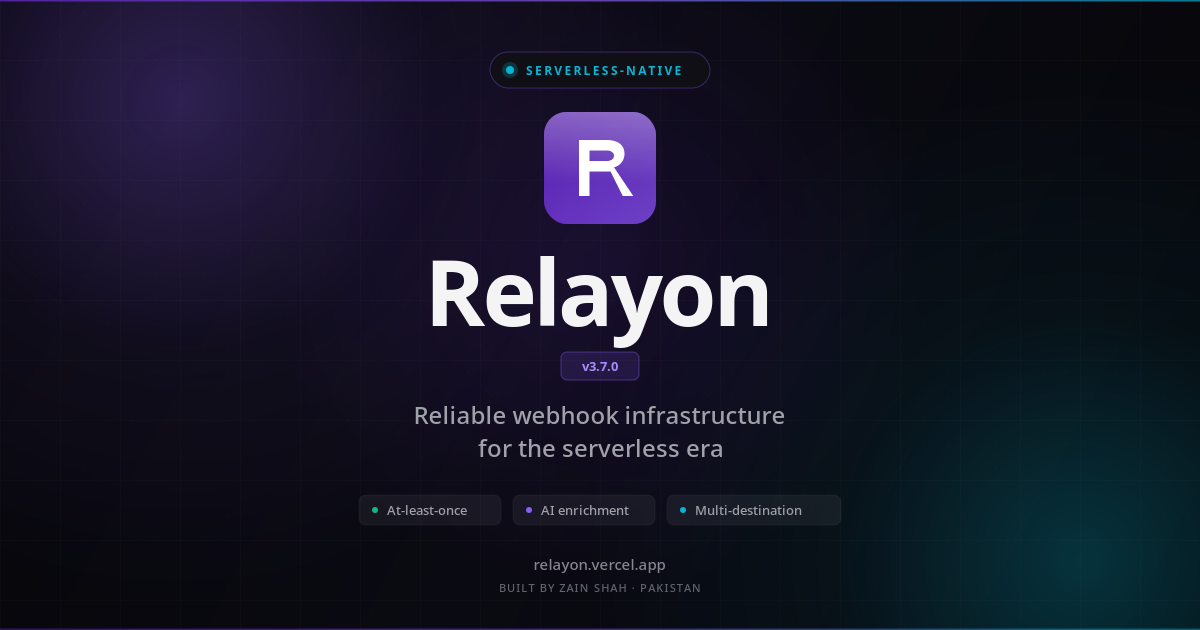 SERVERLESS-NATIVE
R
Relayon
v3.7.0
Reliable webhook infrastructure
for the serverless era
At-least-once
AI enrichment
Multi-destination
relayon.vercel.app
BUILT BY ZAIN SHAH · PAKISTAN